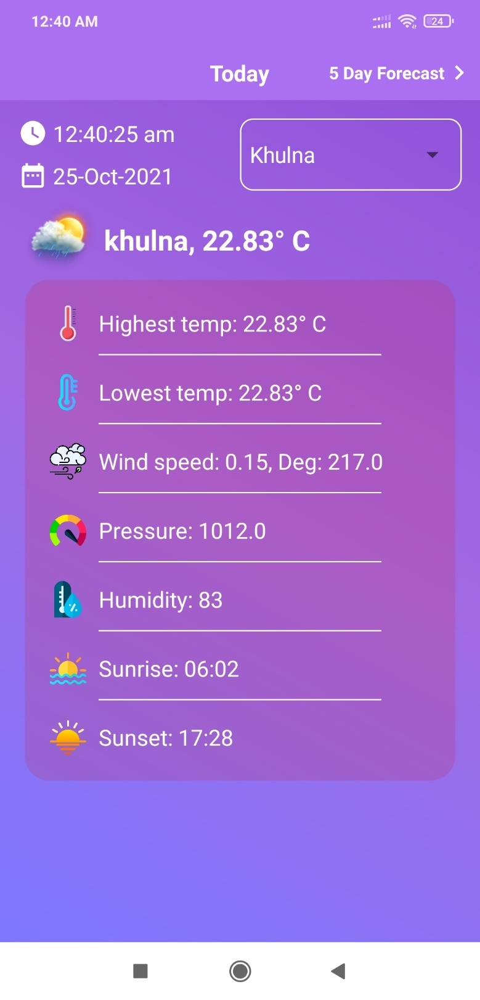 12:40 AM
24
Today
5 Day Forecast
12:40:25 am
Khulna
25-Oct-2021
khulna, 22.83° C
Highest temp: 22.83° C
Lowest temp: 22.83° C
Wind speed: 0.15, Deg: 217.0
Pressure: 1012.0
Humidity: 83
Sunrise: 06:02
Sunset: 17:28